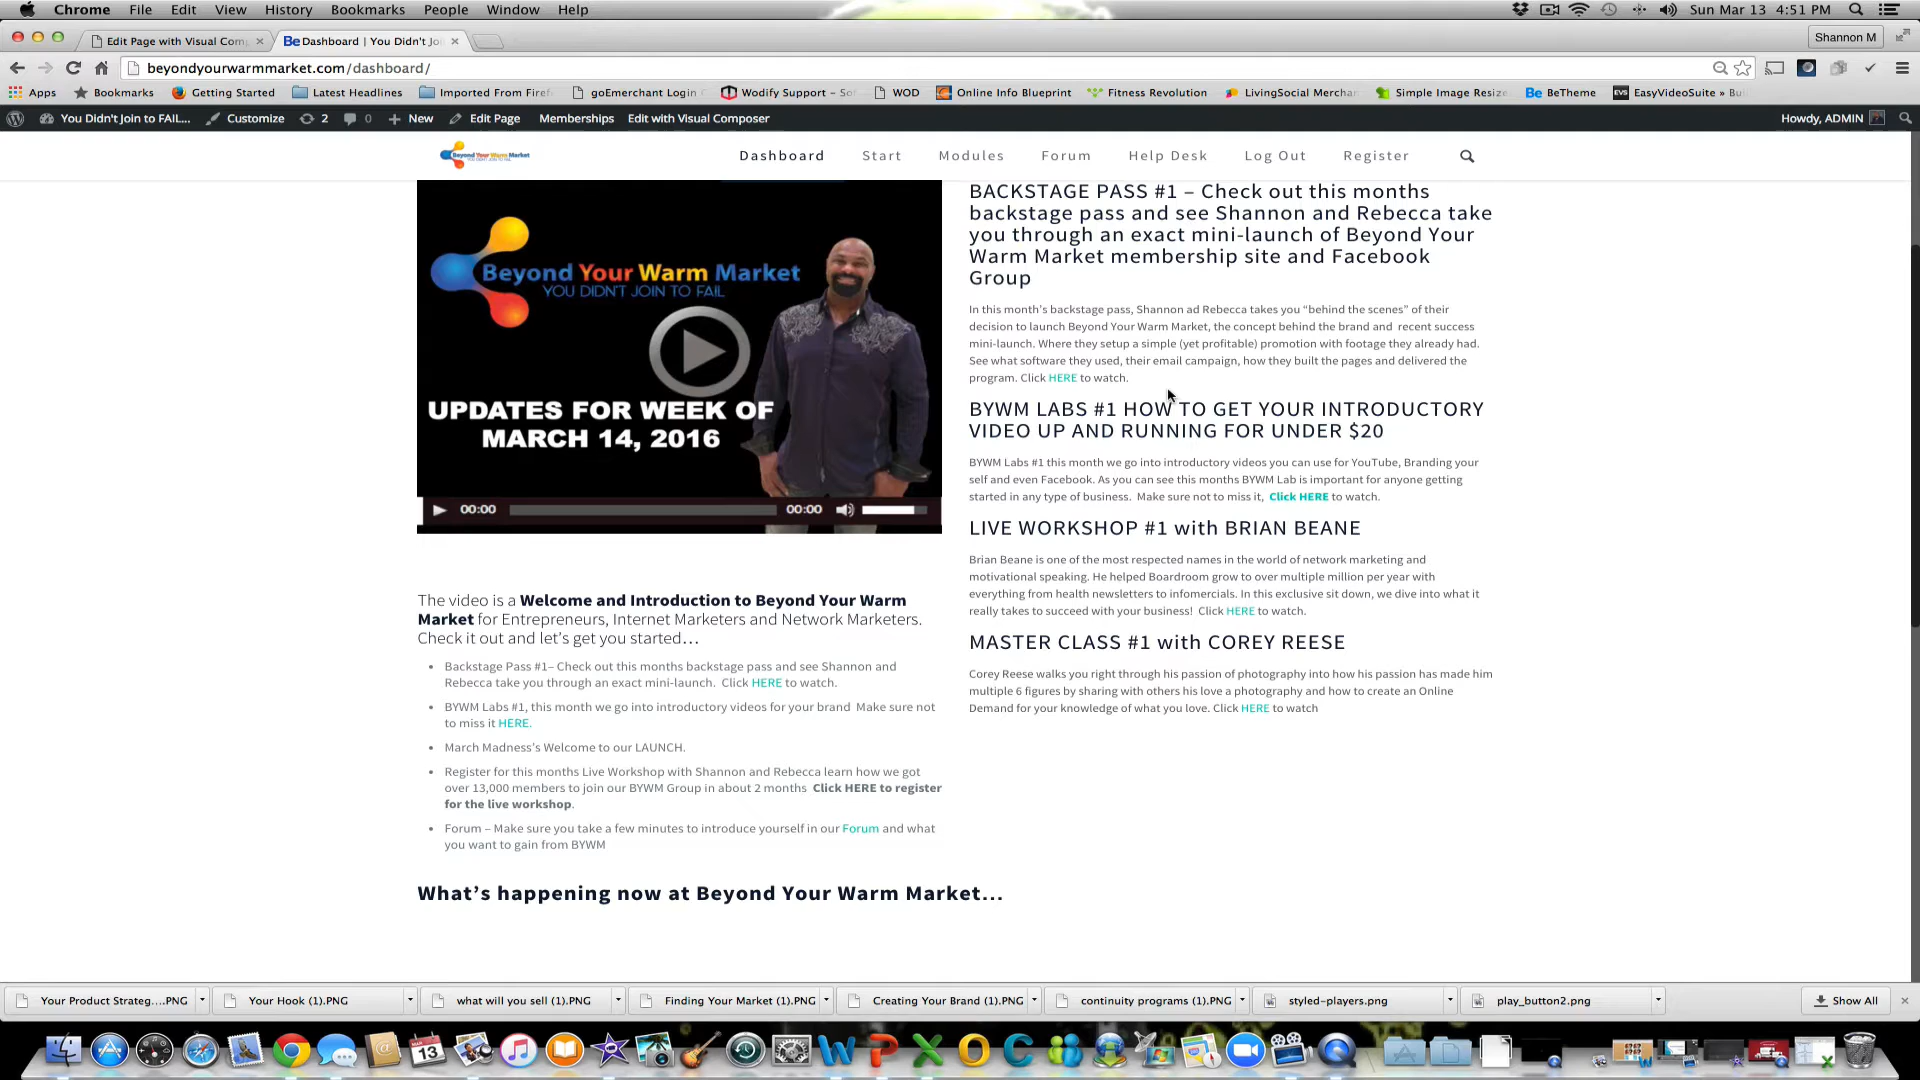 Chrome File Edit View History Bookmarks People Window Help
Sun Mar 13 4:51 PM
Edit Page with Visual Com
Dashboard | You Didn't Jo
Shannon M
beyondyourwarmmarket.com/dashboard/
Apps Bookmarks Getting Started Latest Headlines Imported From Firef goEmerchant Login Wodify Support – So WOD Online Info Blueprint Fitness Revolution LivingSocial Mercha Simple Image Resize BeTheme EasyVideoSuite » Bu
You Didn't Join to FAIL... Customize 2 0 New Edit Page Memberships Edit with Visual Composer
Howdy, ADMIN
Beyond Your Warm Market
Dashboard Start Modules Forum Help Desk Log Out Register
Beyond Your Warm Market
YOU DIDN'T JOIN TO FAIL
UPDATES FOR WEEK OF
MARCH 14, 2016
00:00 00:00
The video is a Welcome and Introduction to Beyond Your Warm
Market for Entrepreneurs, Internet Marketers and Network Marketers.
Check it out and let's get you started…
Backstage Pass #1– Check out this months backstage pass and see Shannon and
Rebecca take you through an exact mini-launch. Click HERE to watch.
BYWM Labs #1, this month we go into introductory videos for your brand Make sure not
to miss it HERE.
March Madness's Welcome to our LAUNCH.
Register for this months Live Workshop with Shannon and Rebecca learn how we got
over 13,000 members to join our BYWM Group in about 2 months Click HERE to register
for the live workshop.
Forum – Make sure you take a few minutes to introduce yourself in our Forum and what
you want to gain from BYWM
What's happening now at Beyond Your Warm Market…
BACKSTAGE PASS #1 – Check out this months
backstage pass and see Shannon and Rebecca take
you through an exact mini-launch of Beyond Your
Warm Market membership site and Facebook
Group
In this month's backstage pass, Shannon ad Rebecca takes you “behind the scenes” of their
decision to launch Beyond Your Warm Market, the concept behind the brand and recent success
mini-launch. Where they setup a simple (yet profitable) promotion with footage they already had.
See what software they used, their email campaign, how they built the pages and delivered the
program. Click HERE to watch.
BYWM LABS #1 HOW TO GET YOUR INTRODUCTORY
VIDEO UP AND RUNNING FOR UNDER $20
BYWM Labs #1 this month we go into introductory videos you can use for YouTube, Branding your
self and even Facebook. As you can see this months BYWM Lab is important for anyone getting
started in any type of business. Make sure not to miss it, Click HERE to watch.
LIVE WORKSHOP #1 with BRIAN BEANE
Brian Beane is one of the most respected names in the world of network marketing and
motivational speaking. He helped Boardroom grow to over multiple million per year with
everything from health newsletters to infomercials. In this exclusive sit down, we dive into what it
really takes to succeed with your business! Click HERE to watch.
MASTER CLASS #1 with COREY REESE
Corey Reese walks you right through his passion of photography into how his passion has made him
multiple 6 figures by sharing with others his love a photography and how to create an Online
Demand for your knowledge of what you love. Click HERE to watch
Your Product Strateg....PNG Your Hook (1).PNG what will you sell (1).PNG Finding Your Market (1).PNG Creating Your Brand (1).PNG continuity programs (1).PNG styled-players.png play_button2.png Show All
13